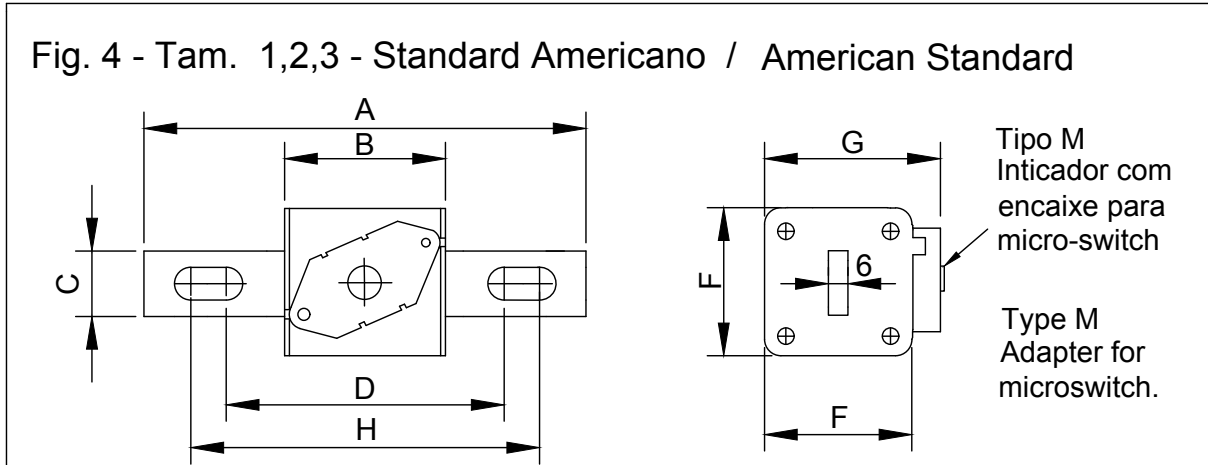 Fig. 4 - Tam. 1,2,3 - Standard Americano / American Standard
A
B
C
D
H
G
F
6
F
Tipo M
Inticador com
encaixe para
micro-switch
Type M
Adapter for
microswitch.